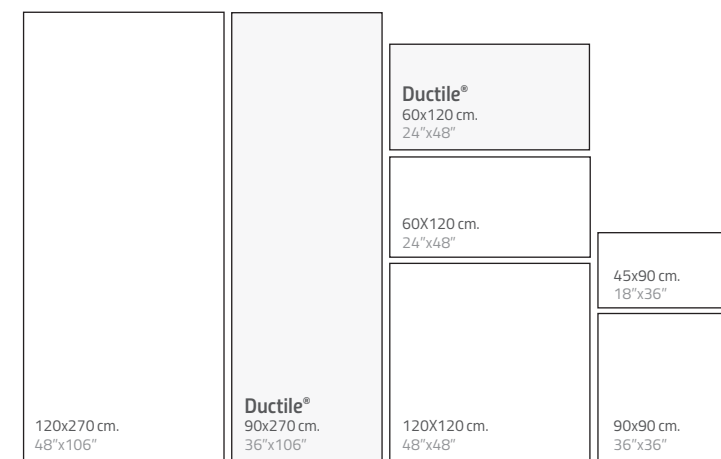 120x270 cm.
48”x106”
Ductile®
90x270 cm.
36”x106”
Ductile®
60x120 cm.
24”x48”
60X120 cm.
24”x48”
120X120 cm.
48”x48”
45x90 cm.
18”x36”
90x90 cm.
36”x36”